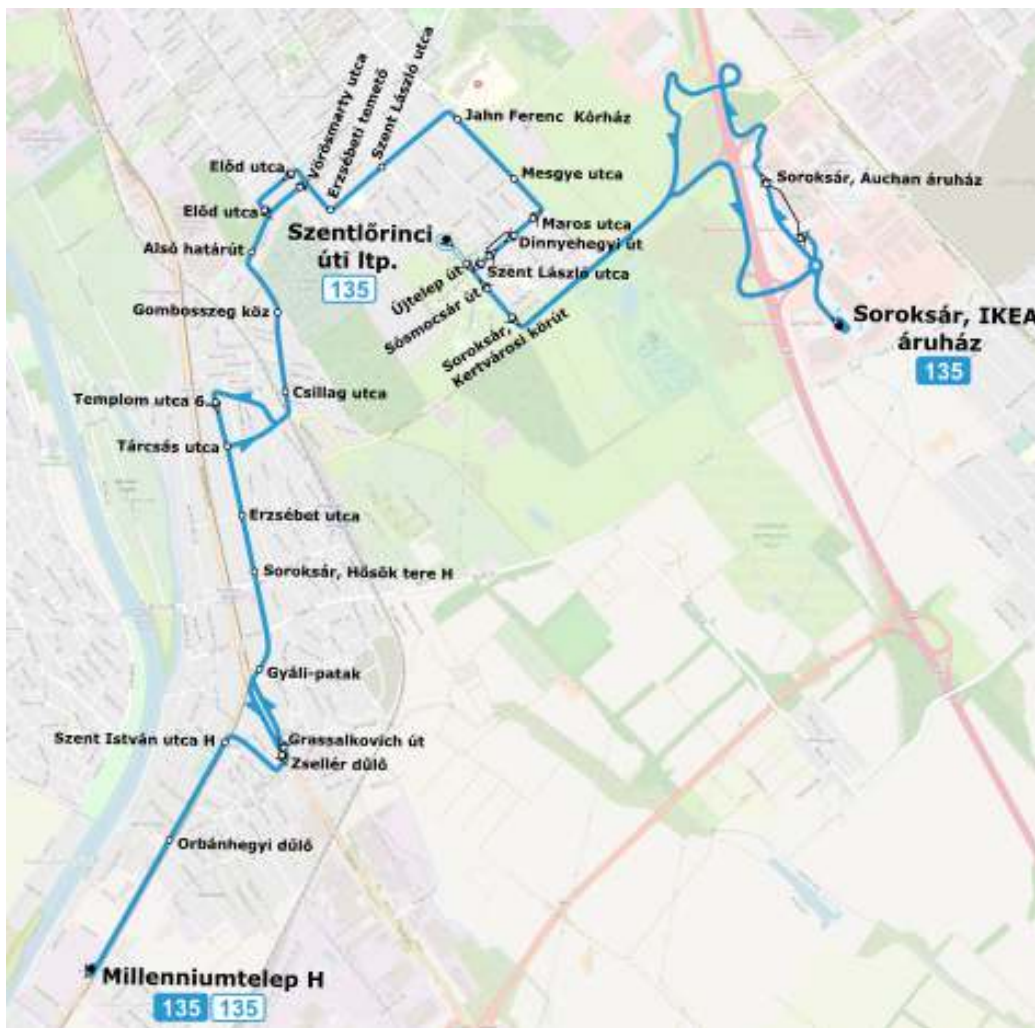 Vörösmarty utca
Erzsébeti temető
Szent László utca
Jahn Ferenc Kórház
Előd utca
Mesgye utca
Soroksár, Auchan áruház
Előd utca
Maros utca
Alsó határút
Szentlőrinci
úti ltp.
135
Dinnyehegyi út
Szent László utca
Újtelep út
Sósmocsár út
Soroksár,
Kertvárosi körút
Gombosszeg köz
Soroksár, IKEA
áruház
135
Csillag utca
Templom utca 6.
Tárcsás utca
Erzsébet utca
Soroksár, Hősök tere H
Gyáli-patak
Szent István utca H
Grassalkovich út
Zsellér dűlő
Orbánhegyi dűlő
Millenniumtelep H
135 135